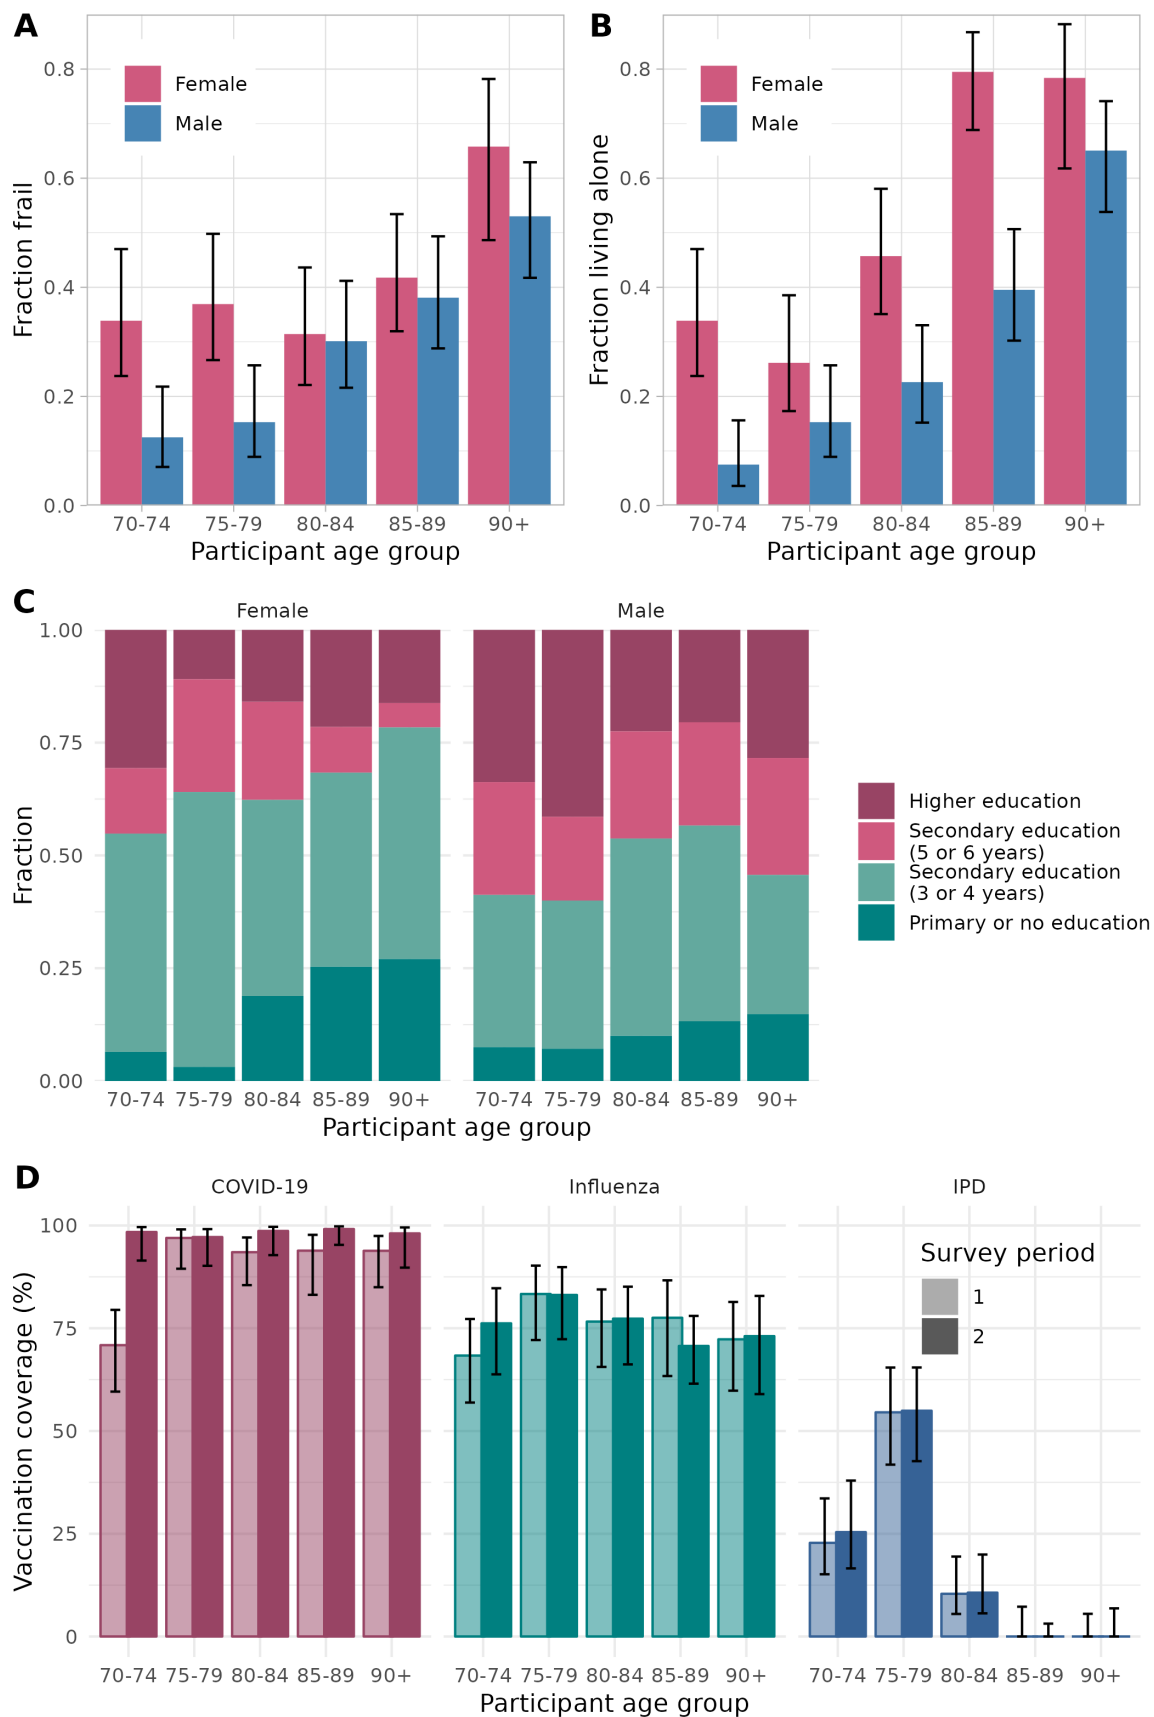 A
Female
Male
Fraction frail
0.8
0.6
0.4
0.2
0.0
70-74 75-79 80-84 85-89 90+
Participant age group
B
Female
Male
Fraction living alone
0.8
0.6
0.4
0.2
0.0
70-74 75-79 80-84 85-89 90+
Participant age group
C
Female Male
Fraction
1.00
0.75
0.50
0.25
0.00
70-74 75-79 80-84 85-89 90+
70-74 75-79 80-84 85-89 90+
Participant age group
Higher education
Secondary education
(5 or 6 years)
Secondary education
(3 or 4 years)
Primary or no education
D
COVID-19 Influenza IPD
Vaccination coverage (%)
100
75
50
25
0
Survey period
1
2
70-74 75-79 80-84 85-89 90+
70-74 75-79 80-84 85-89 90+
70-74 75-79 80-84 85-89 90+
Participant age group